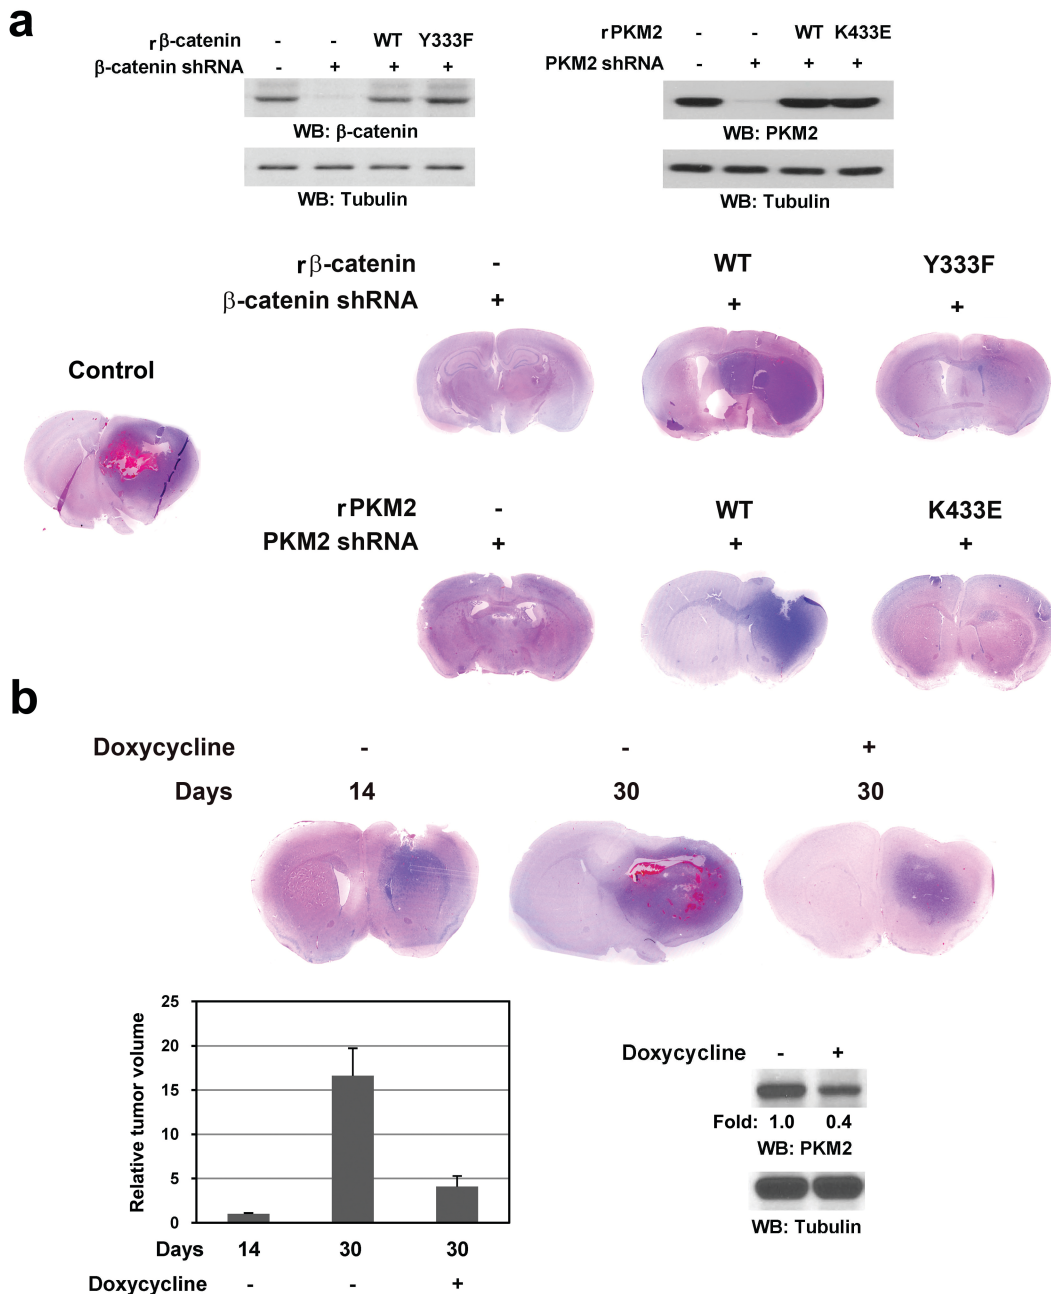 a
rβ-catenin - - WT Y333F
β-catenin shRNA - + + +
WB: β-catenin
WB: Tubulin
rPKM2 - - WT K433E
PKM2 shRNA - + + +
WB: PKM2
WB: Tubulin
rβ-catenin - WT Y333F
β-catenin shRNA + + +
Control
rPKM2 - WT K433E
PKM2 shRNA + + +
b
Doxycycline - - +
Days 14 30 30
Relative tumor volume
25
20
15
10
5
0
Days 14 30 30
Doxycycline - - +
Doxycycline - +
Fold: 1.0 0.4
WB: PKM2
WB: Tubulin